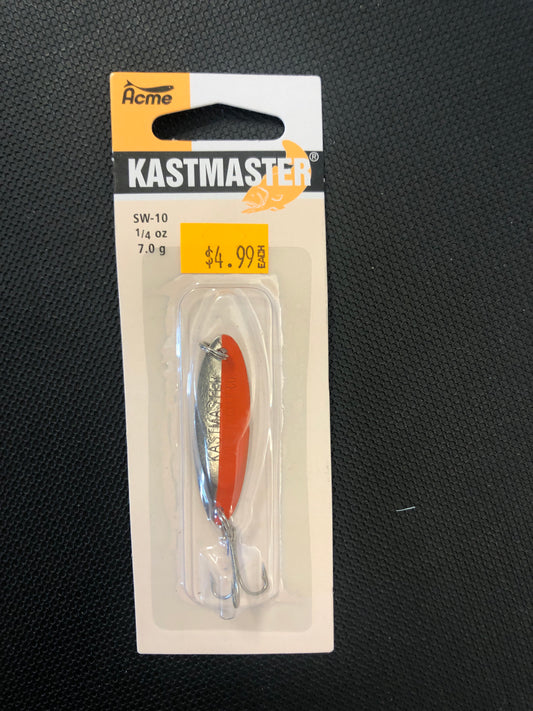 Acme
KASTMASTER®
SW-10
1/4 oz
7.0 g
$4.99 EACH
KASTMASTER